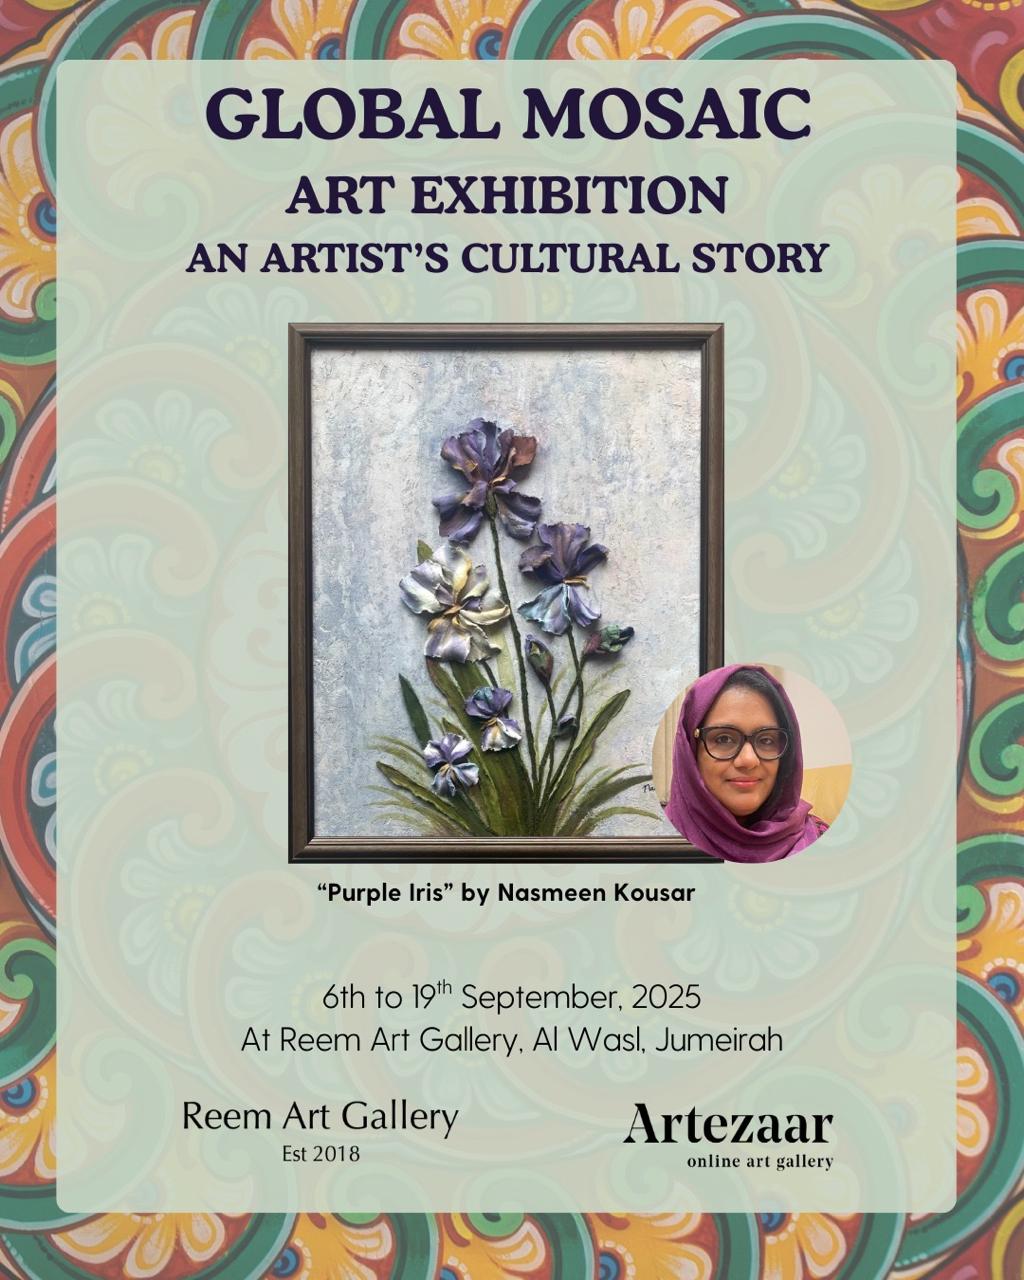 GLOBAL MOSAIC
ART EXHIBITION
AN ARTIST'S CULTURAL STORY
“Purple Iris” by Nasmeen Kousar
6th to 19th September, 2025
At Reem Art Gallery, Al Wasl, Jumeirah
Reem Art Gallery
Est 2018
Artezaar
online art gallery